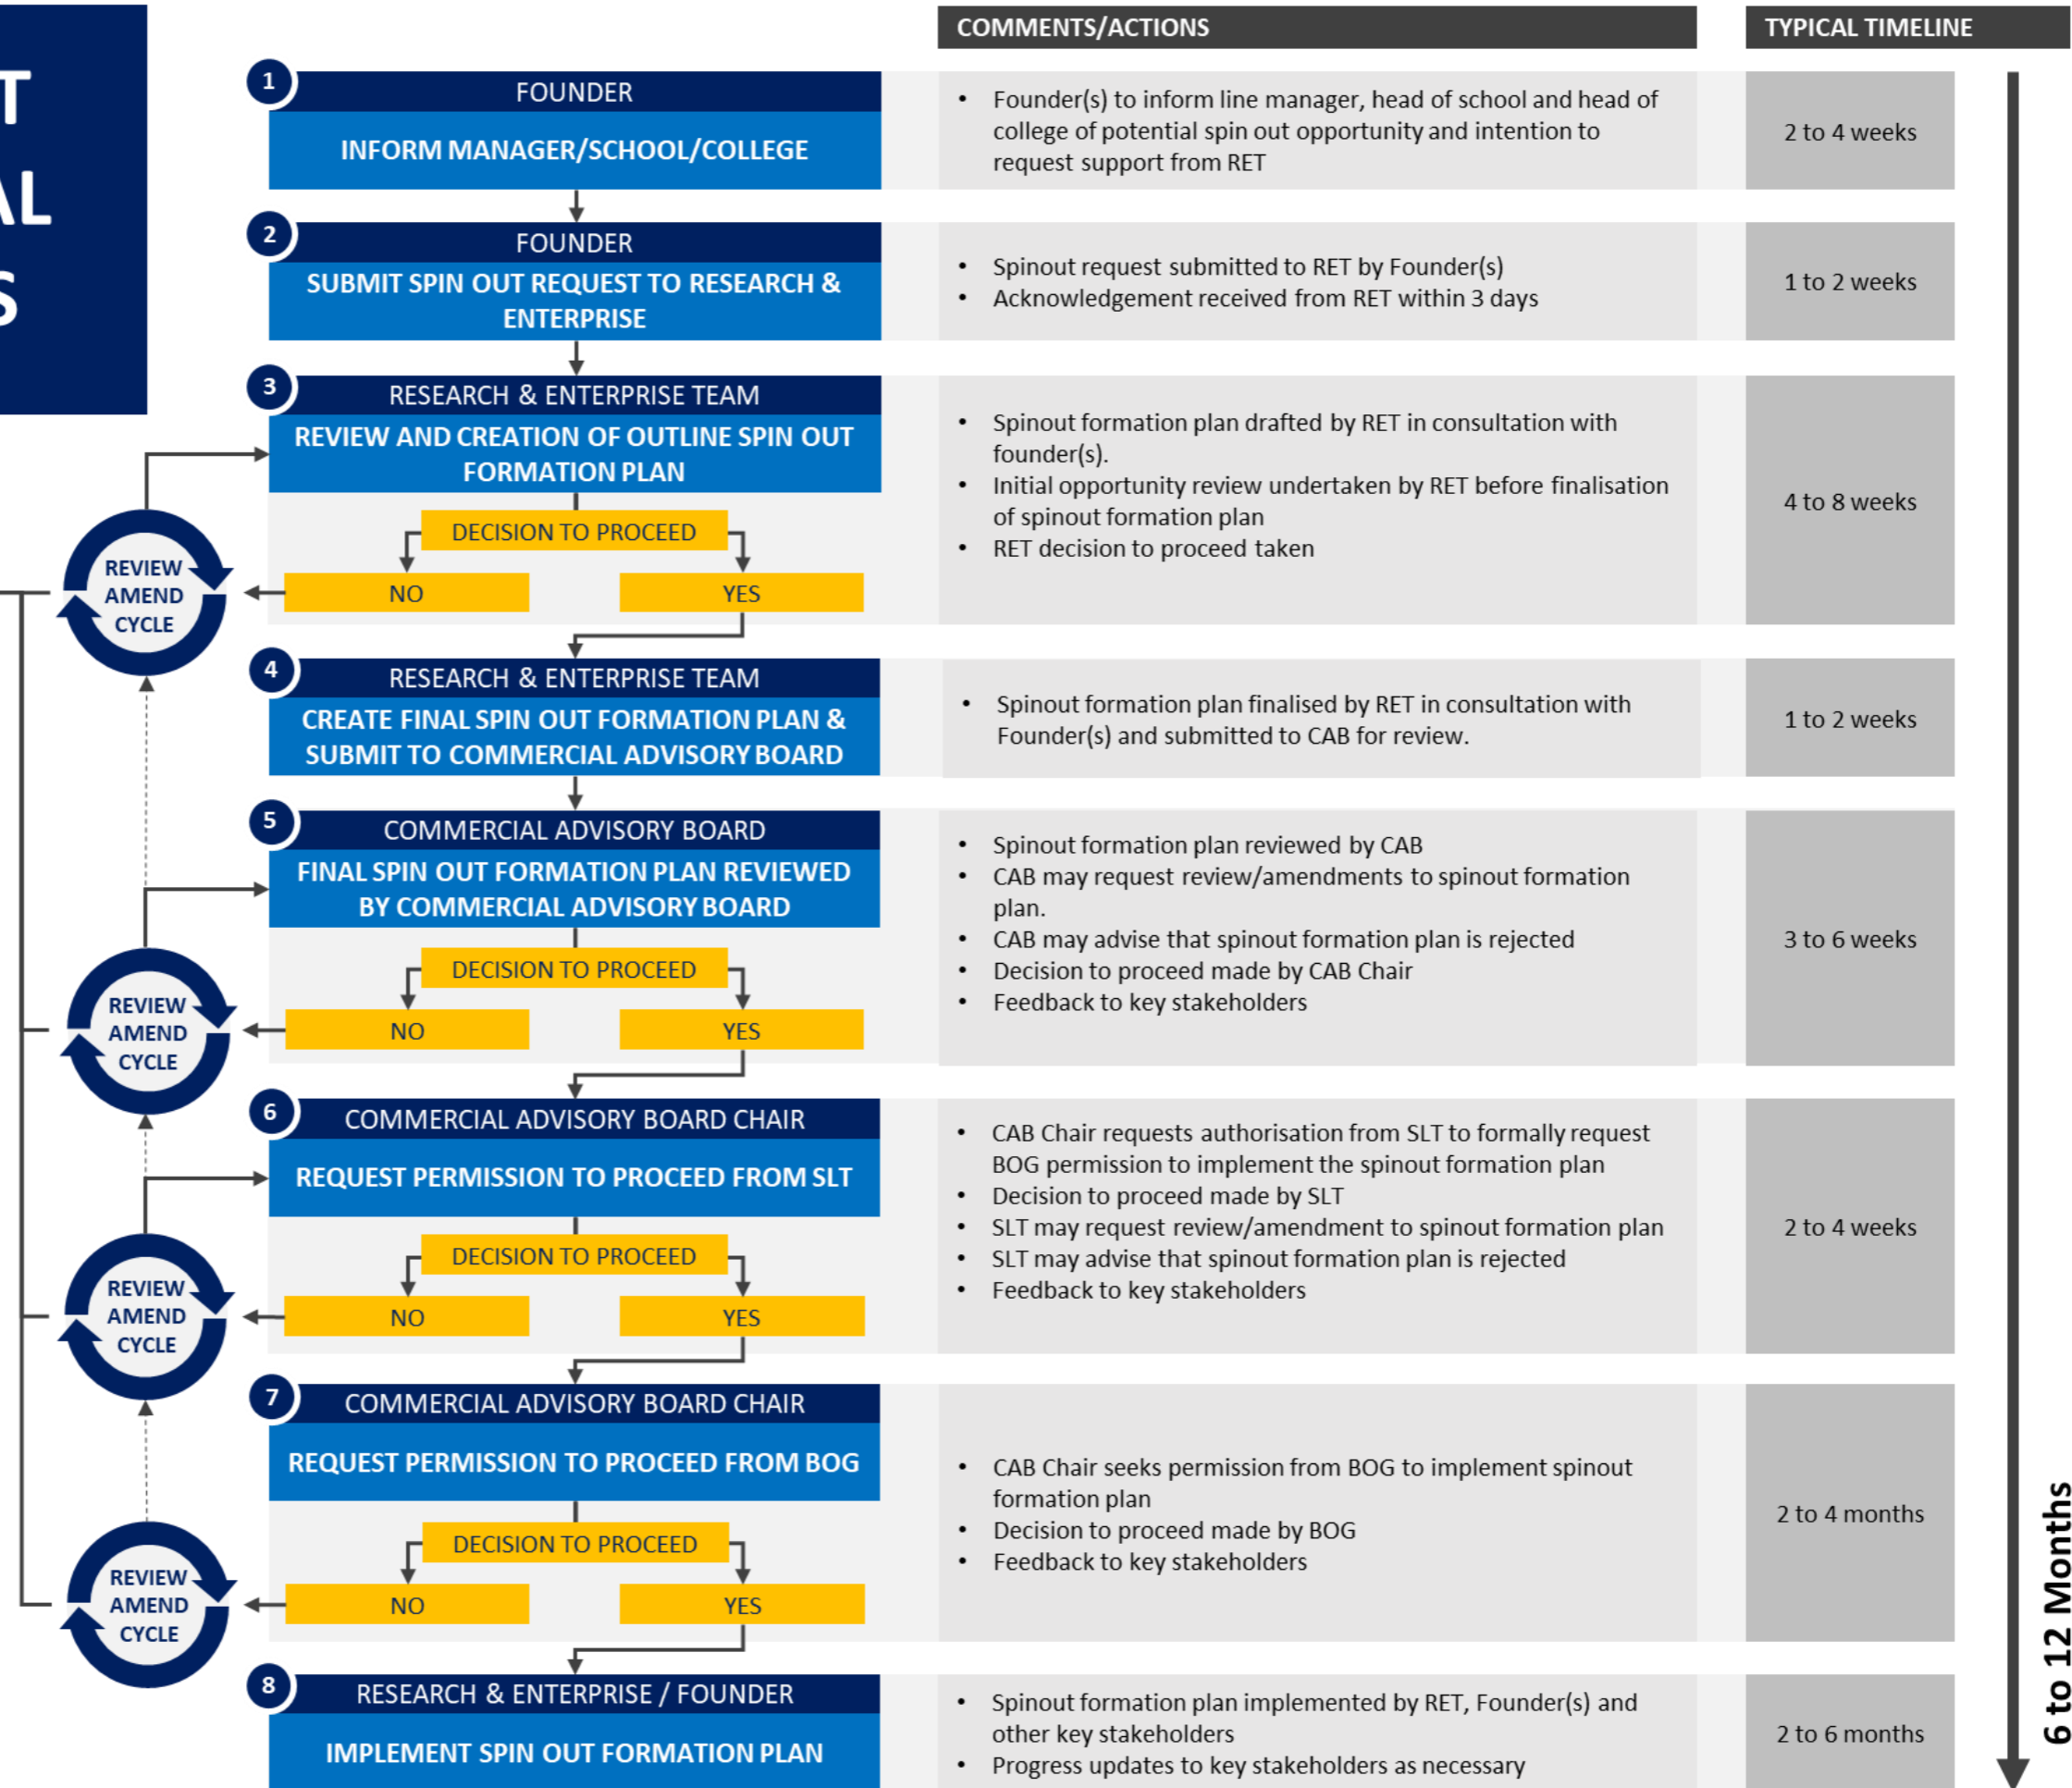 T
AL
S
COMMENTS/ACTIONS
TYPICAL TIMELINE
1
FOUNDER
INFORM MANAGER/SCHOOL/COLLEGE
• Founder(s) to inform line manager, head of school and head of
college of potential spin out opportunity and intention to
request support from RET
2 to 4 weeks
2
FOUNDER
SUBMIT SPIN OUT REQUEST TO RESEARCH &
ENTERPRISE
• Spinout request submitted to RET by Founder(s)
• Acknowledgement received from RET within 3 days
1 to 2 weeks
3
RESEARCH & ENTERPRISE TEAM
REVIEW AND CREATION OF OUTLINE SPIN OUT
FORMATION PLAN
DECISION TO PROCEED
NO
YES
REVIEW
AMEND
CYCLE
• Spinout formation plan drafted by RET in consultation with
founder(s).
• Initial opportunity review undertaken by RET before finalisation
of spinout formation plan
• RET decision to proceed taken
4 to 8 weeks
4
RESEARCH & ENTERPRISE TEAM
CREATE FINAL SPIN OUT FORMATION PLAN &
SUBMIT TO COMMERCIAL ADVISORY BOARD
• Spinout formation plan finalised by RET in consultation with
Founder(s) and submitted to CAB for review.
1 to 2 weeks
5
COMMERCIAL ADVISORY BOARD
FINAL SPIN OUT FORMATION PLAN REVIEWED
BY COMMERCIAL ADVISORY BOARD
DECISION TO PROCEED
NO
YES
REVIEW
AMEND
CYCLE
• Spinout formation plan reviewed by CAB
• CAB may request review/amendments to spinout formation
plan.
• CAB may advise that spinout formation plan is rejected
• Decision to proceed made by CAB Chair
• Feedback to key stakeholders
3 to 6 weeks
6
COMMERCIAL ADVISORY BOARD CHAIR
REQUEST PERMISSION TO PROCEED FROM SLT
DECISION TO PROCEED
NO
YES
REVIEW
AMEND
CYCLE
• CAB Chair requests authorisation from SLT to formally request
BOG permission to implement the spinout formation plan
• Decision to proceed made by SLT
• SLT may request review/amendment to spinout formation plan
• SLT may advise that spinout formation plan is rejected
• Feedback to key stakeholders
2 to 4 weeks
7
COMMERCIAL ADVISORY BOARD CHAIR
REQUEST PERMISSION TO PROCEED FROM BOG
DECISION TO PROCEED
NO
YES
REVIEW
AMEND
CYCLE
• CAB Chair seeks permission from BOG to implement spinout
formation plan
• Decision to proceed made by BOG
• Feedback to key stakeholders
2 to 4 months
8
RESEARCH & ENTERPRISE / FOUNDER
IMPLEMENT SPIN OUT FORMATION PLAN
• Spinout formation plan implemented by RET, Founder(s) and
other key stakeholders
• Progress updates to key stakeholders as necessary
2 to 6 months
6 to 12 Months